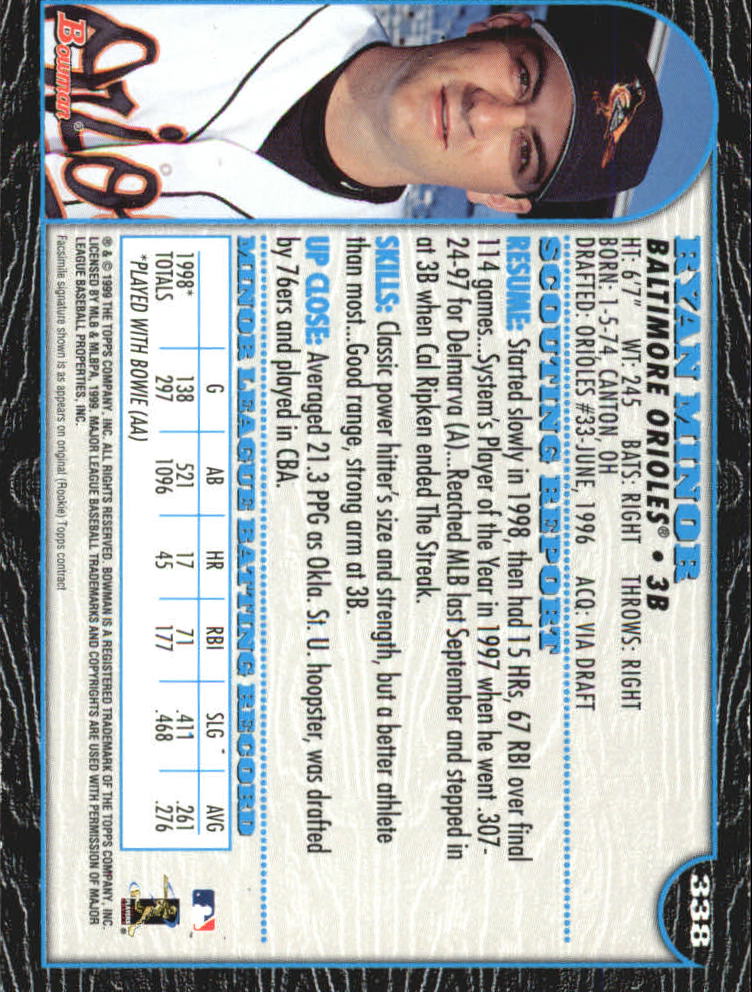 338
RYAN MINOR
BALTIMORE ORIOLES® • 3B
HT: 6'7" WT: 245 BATS: RIGHT THROWS: RIGHT
BORN: 1-5-74, CANTON, OH
DRAFTED: ORIOLES #33-JUNE, 1996 ACQ: VIA DRAFT
SCOUTING REPORT
RESUME: Started slowly in 1998, then had 15 HRs, 67 RBI over final
114 games...System's Player of the Year in 1997 when he went .307-
24-97 for Delmarva (A)...Reached MLB last September and stepped in
at 3B when Cal Ripken ended The Streak.
SKILLS: Classic power hitter's size and strength, but a better athlete
than most...Good range, strong arm at 3B.
UP CLOSE: Averaged 21.3 PPG as Okla. St. U. hoopster, was drafted
by 76ers and played in CBA.
MINOR LEAGUE BATTING RECORD
G AB HR RBI SLG AVG
1998* 138 521 17 71 .411 .261
TOTALS 297 1096 45 177 .468 .276
*PLAYED WITH BOWIE (AA)
® & © 1999 THE TOPPS COMPANY, INC. ALL RIGHTS RESERVED. BOWMAN IS A REGISTERED TRADEMARK OF THE TOPPS COMPANY, INC.
LICENSED BY MLB & MLBPA, 1999. MAJOR LEAGUE BASEBALL TRADEMARKS AND COPYRIGHTS ARE USED WITH PERMISSION OF MAJOR
LEAGUE BASEBALL PROPERTIES, INC.
Facsimile signature shown is as appears on original (Rookie) Topps contract
Bowman®